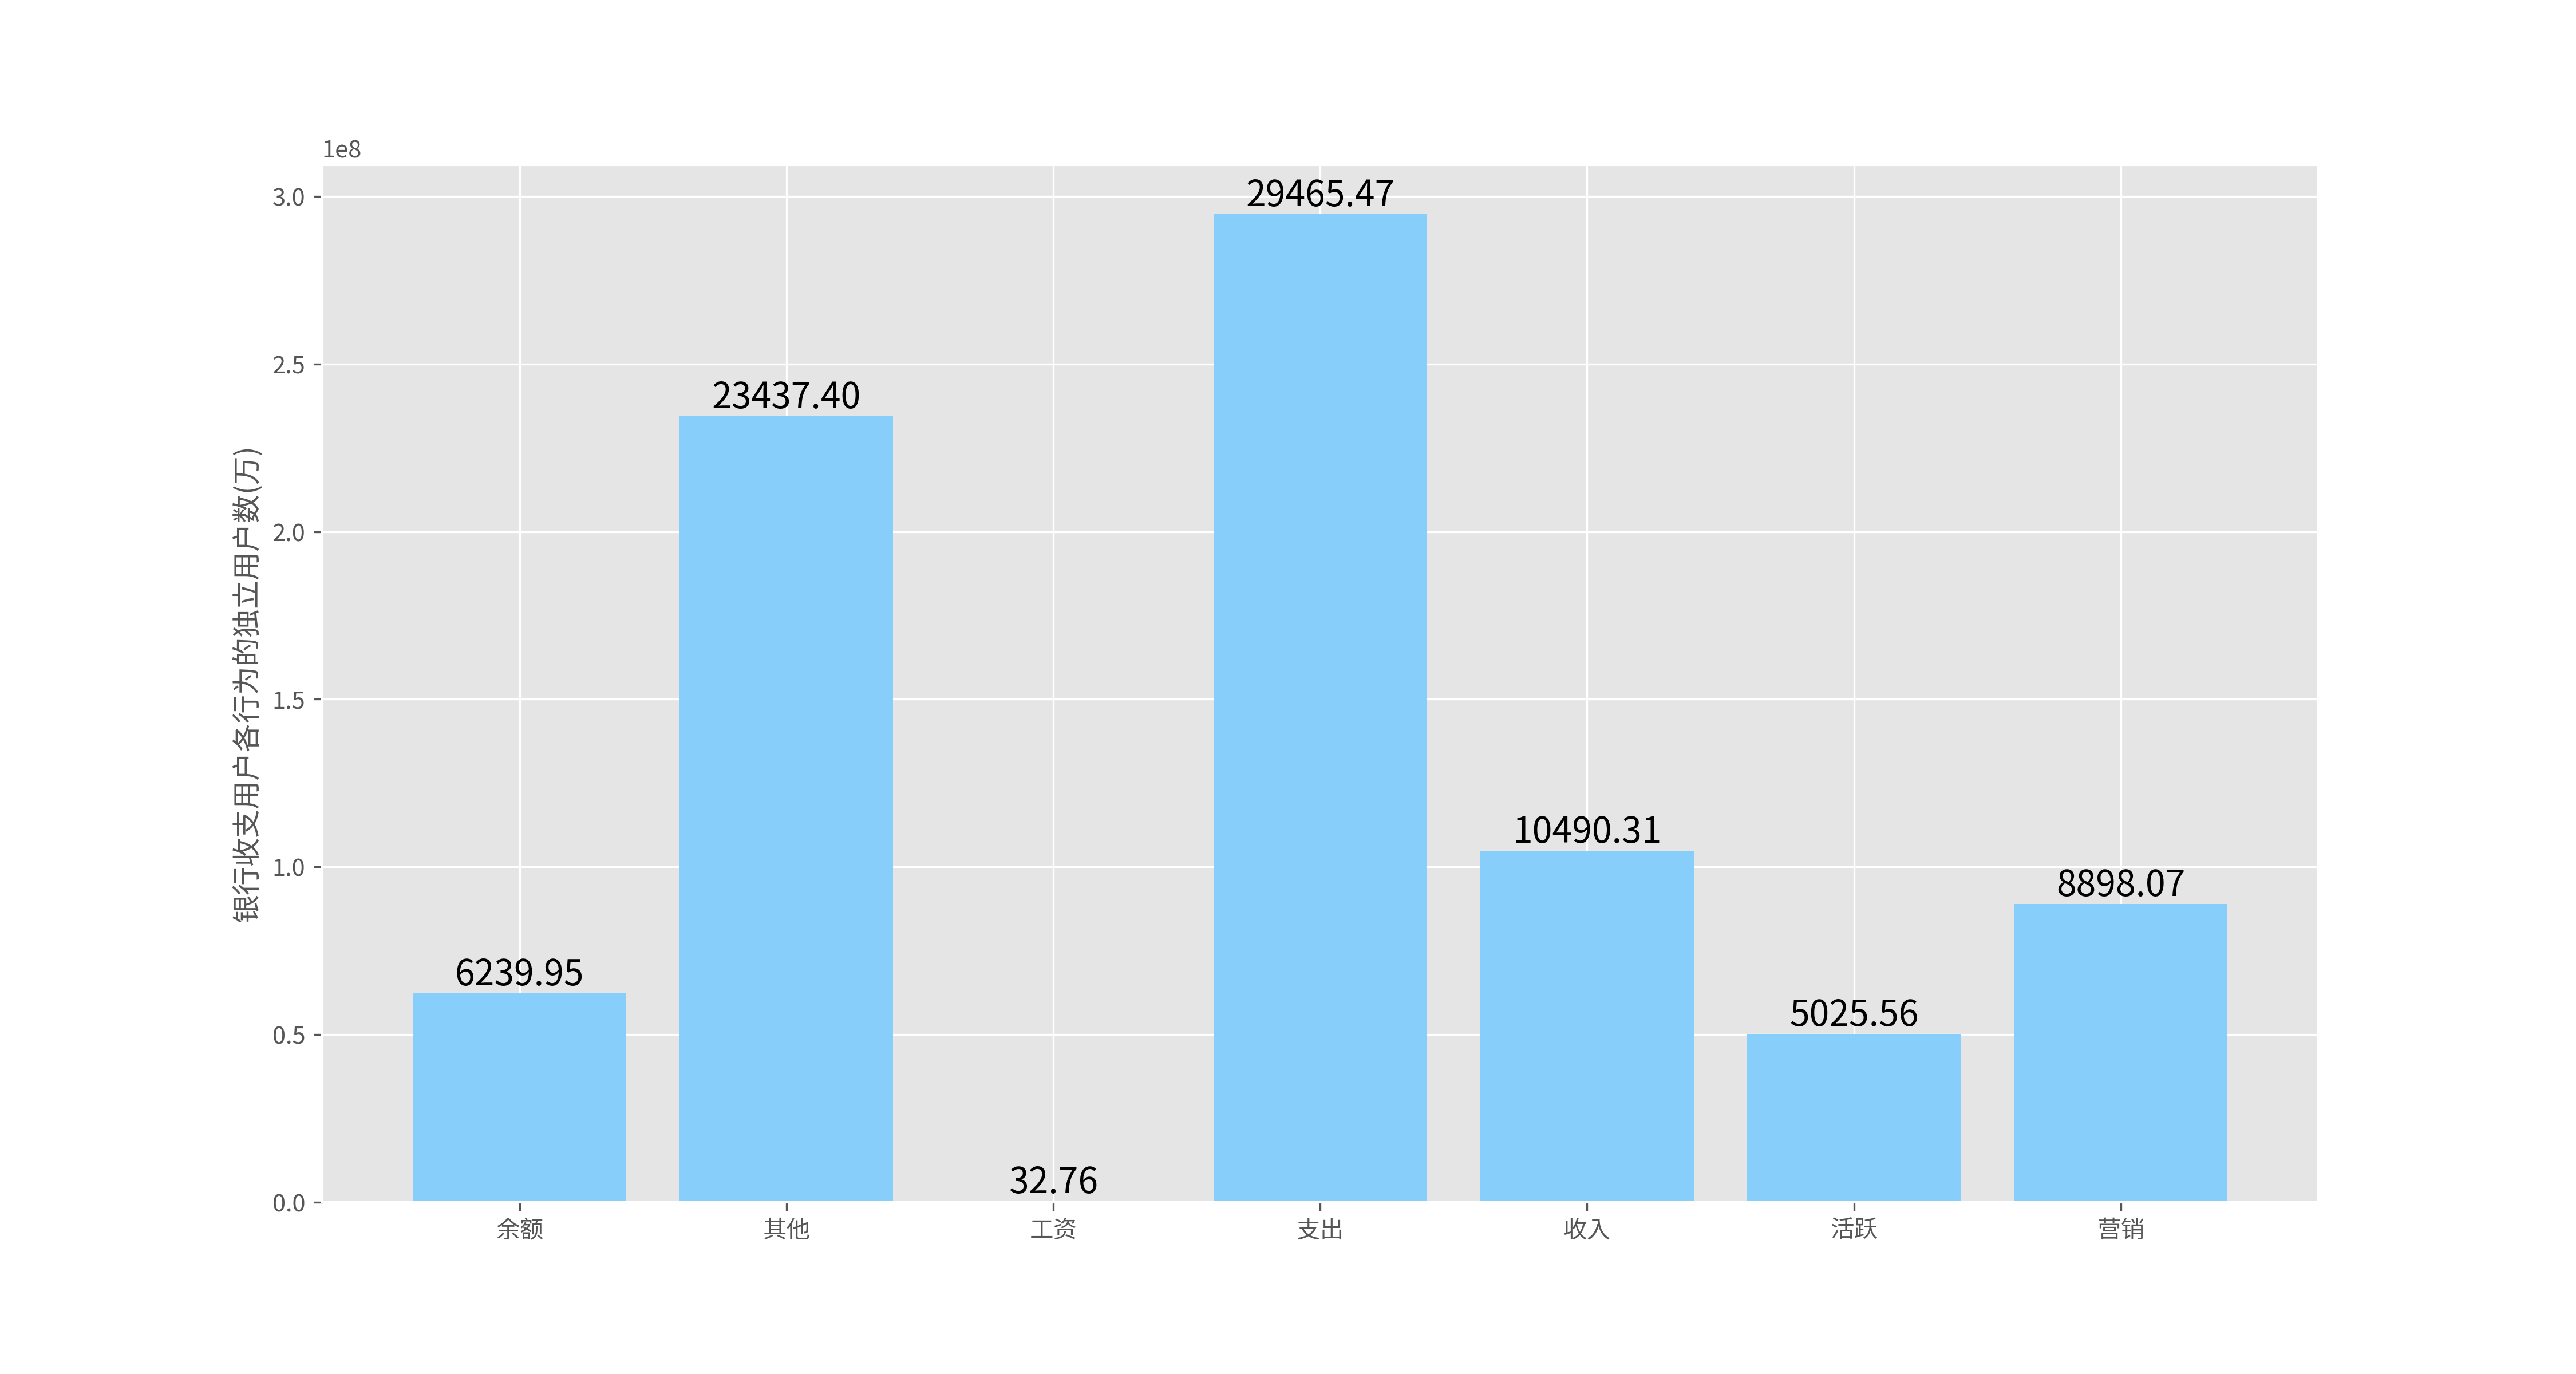 1e8
3.0
2.5
2.0
1.5
1.0
0.5
0.0
银行收支用户各行为的独立用户数(万)
6239.95
23437.40
32.76
29465.47
10490.31
5025.56
8898.07
余额
其他
工资
支出
收入
活跃
营销